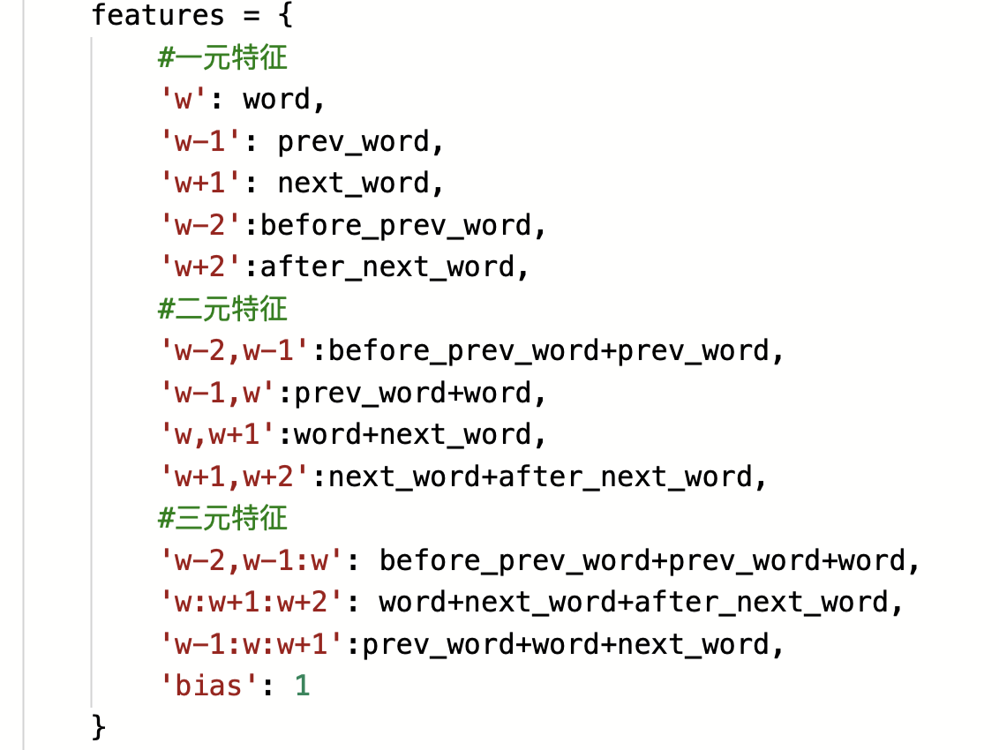 features = {
#一元特征
'w': word,
'w-1': prev_word,
'w+1': next_word,
'w-2':before_prev_word,
'w+2':after_next_word,
#二元特征
'w-2,w-1':before_prev_word+prev_word,
'w-1,w':prev_word+word,
'w,w+1':word+next_word,
'w+1,w+2':next_word+after_next_word,
#三元特征
'w-2,w-1:w': before_prev_word+prev_word+word,
'w:w+1:w+2': word+next_word+after_next_word,
'w-1:w:w+1':prev_word+word+next_word,
'bias': 1
}